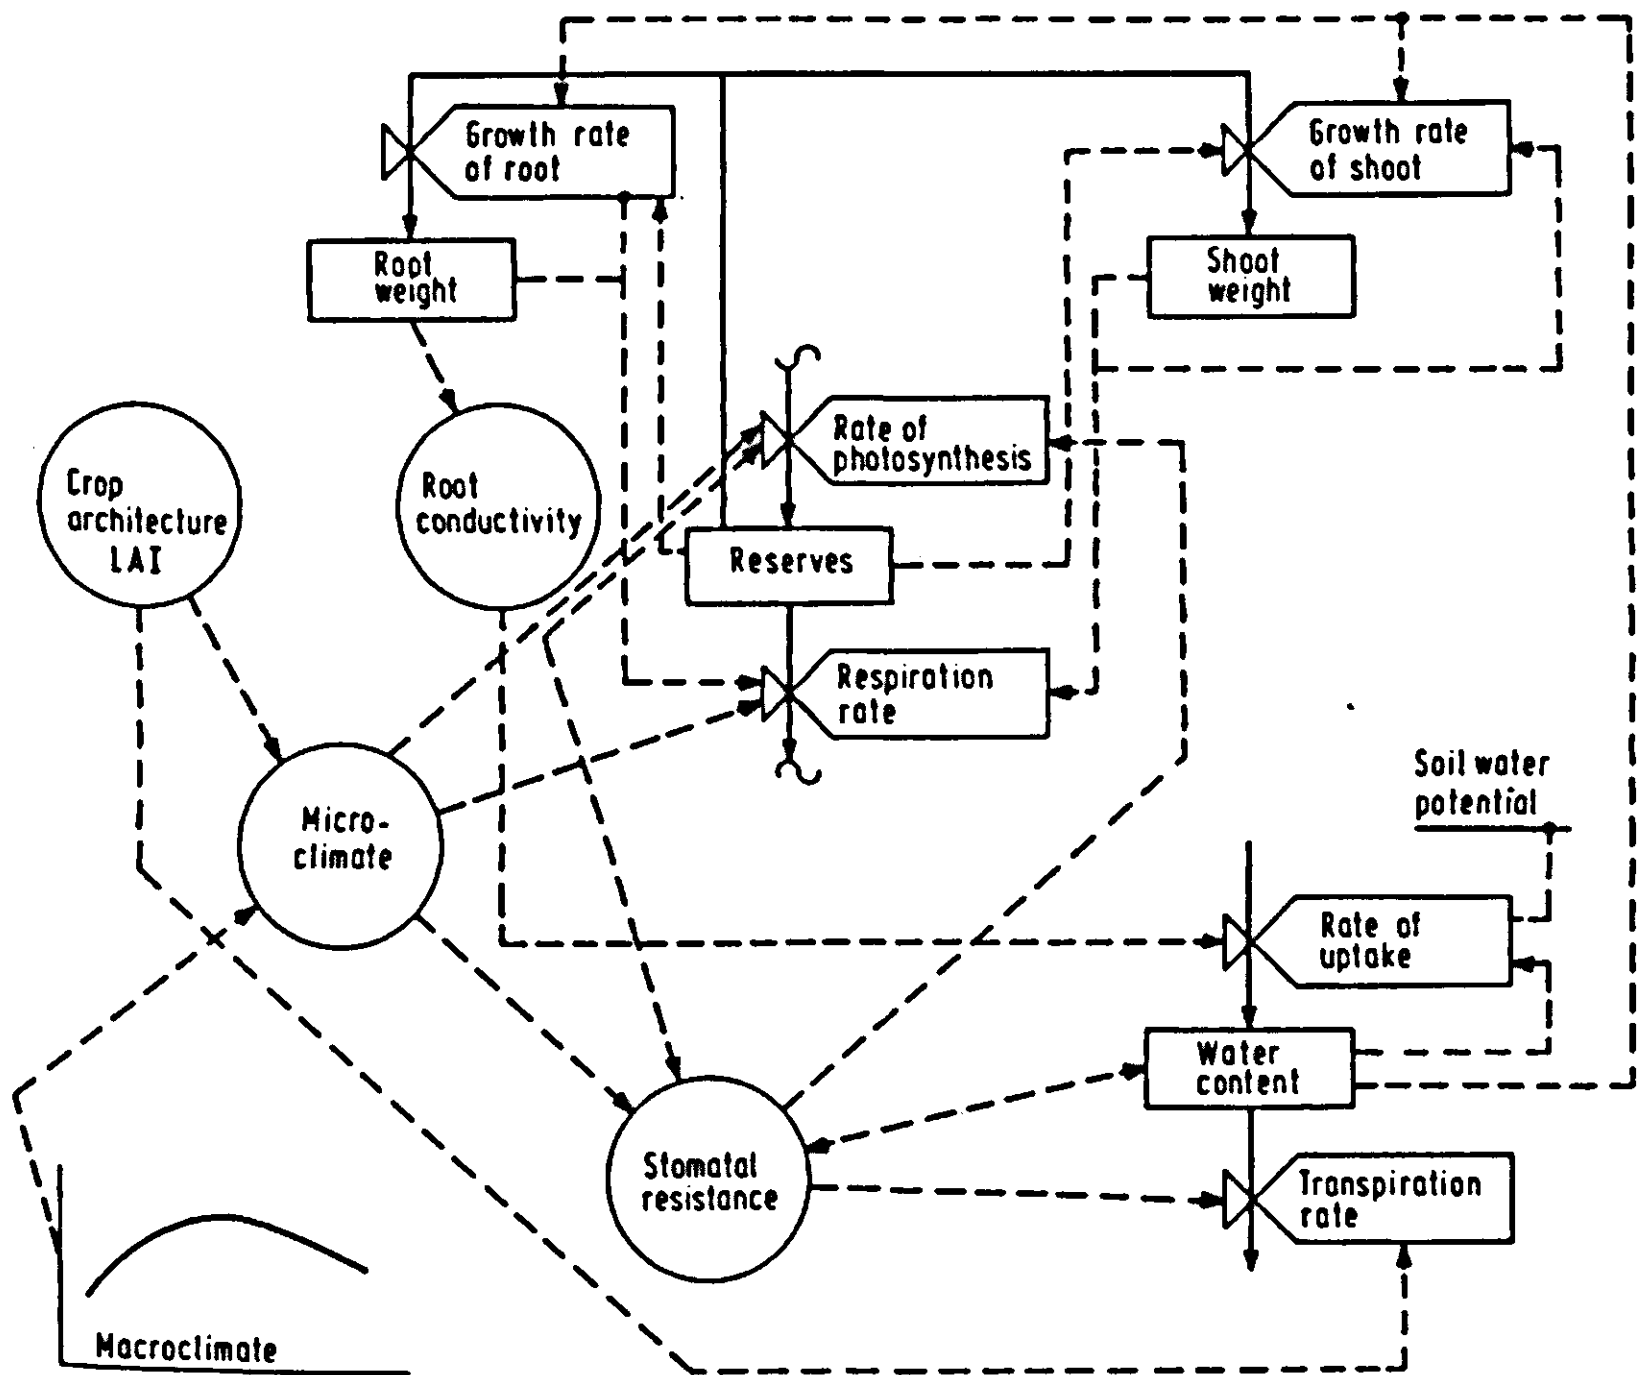 Growth rate
of root
Growth rate
of shoot
Root
weight
Shoot
weight
Rate of
photosynthesis
Crop
architecture
LAI
Root
conductivity
Reserves
Respiration
rate
Micro-
climate
Soil water
potential
Rate of
uptake
Water
content
Stomatal
resistance
Transpiration
rate
Macroclimate